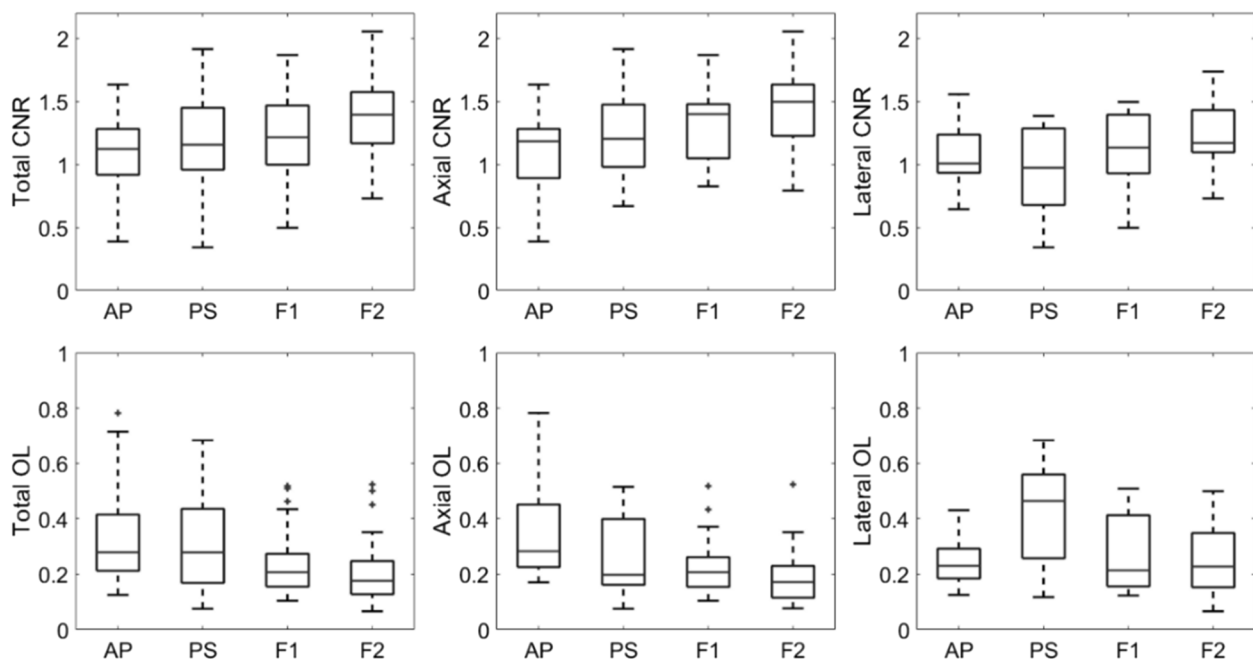 Total CNR
2
1.5
1
0.5
0
AP PS F1 F2
Axial CNR
2
1.5
1
0.5
0
AP PS F1 F2
Lateral CNR
2
1.5
1
0.5
0
AP PS F1 F2
Total OL
1
0.8
0.6
0.4
0.2
0
AP PS F1 F2
Axial OL
1
0.8
0.6
0.4
0.2
0
AP PS F1 F2
Lateral OL
1
0.8
0.6
0.4
0.2
0
AP PS F1 F2